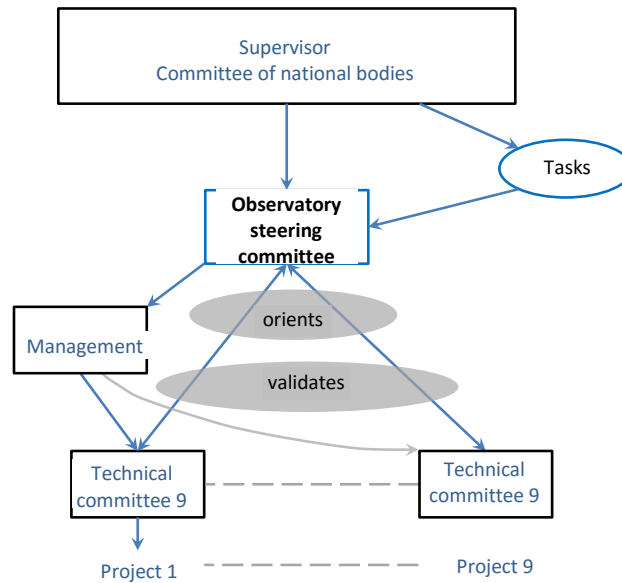 Supervisor
Committee of national bodies
Tasks
Observatory
steering
committee
orients
Management
validates
Technical
committee 9
Technical
committee 9
Project 1
Project 9